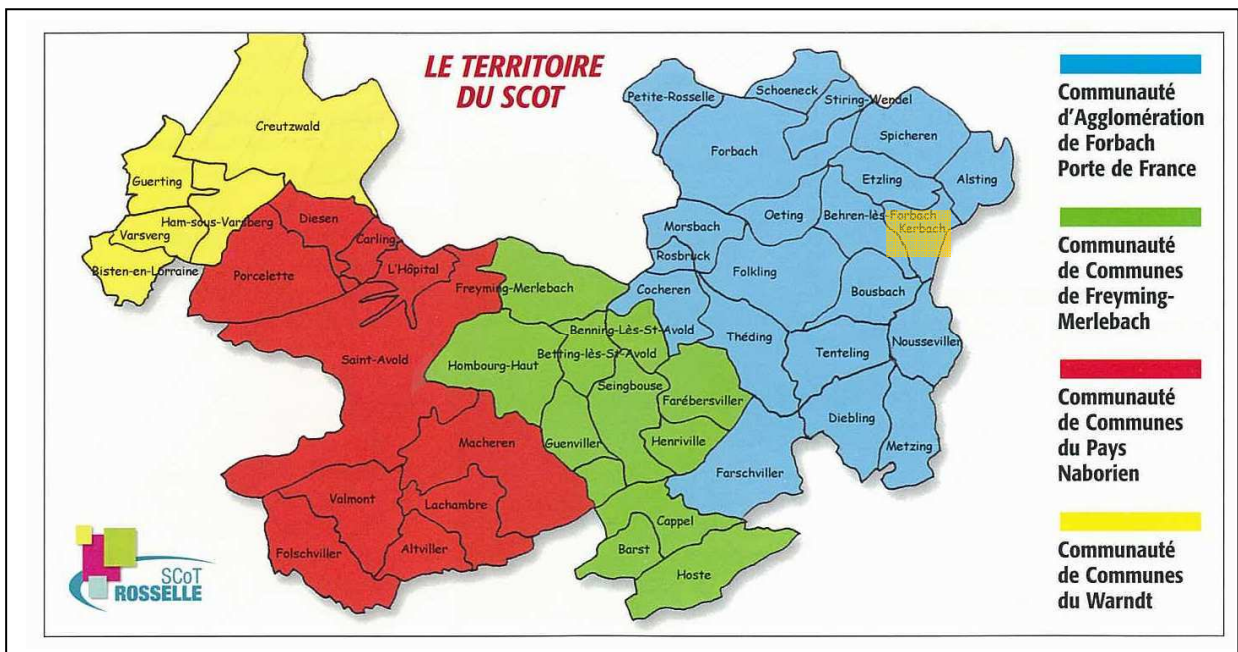 LE TERRITOIRE
DU SCOT
Communauté
d'Agglomération
de Forbach
Porte de France
Communauté
de Communes
de Freyming-
Merlebach
Communauté
de Communes
du Pays
Naborien
Communauté
de Communes
du Warndt
Creutzwald
Guerting
Ham-sous-Varsberg
Varsverg
Bisten-en-Lorraine
Diesen
Carling
L'Hôpital
Porcelette
Saint-Avold
Macheren
Valmont
Lachambre
Folschviller
Altviller
Freyming-Merlebach
Benning-Lès-St-Avold
Betting-lès-St-Avold
Hombourg-Haut
Seingbouse
Farébersviller
Guenviller
Henriville
Cappel
Barst
Hoste
Petite-Rosselle
Schoeneck
Stiring-Wendel
Spicheren
Forbach
Etzling
Alsting
Oeting
Behren-lès-Forbach
Kerbach
Morsbach
Rosbruck
Folkling
Cocheren
Bousbach
Théding
Tenteling
Nousseviller
Diebling
Metzing
Farschviller
SCoT
ROSSELLE